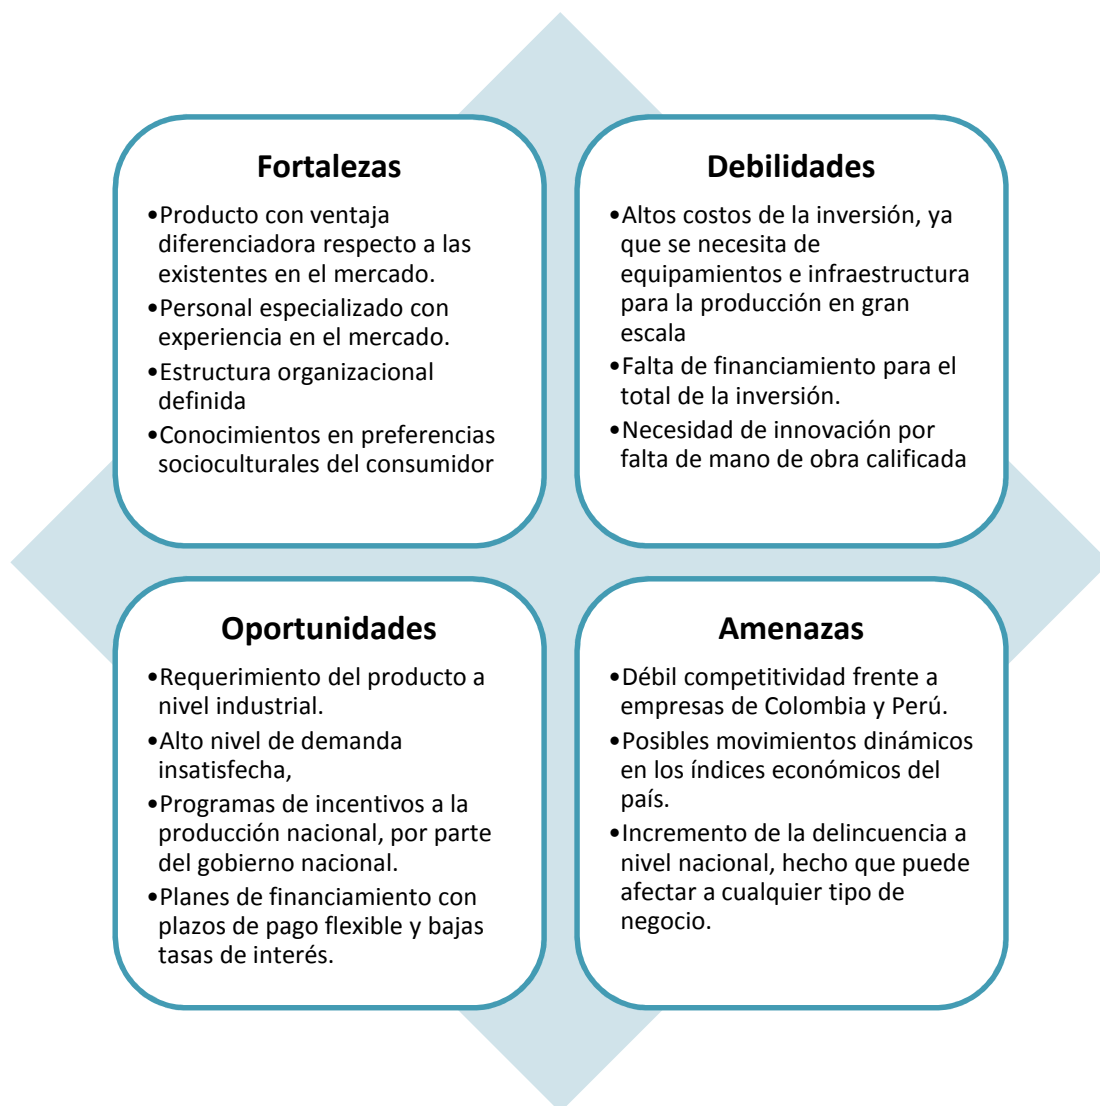 Fortalezas
•Producto con ventaja
diferenciadora respecto a las
existentes en el mercado.
•Personal especializado con
experiencia en el mercado.
•Estructura organizacional
definida
•Conocimientos en preferencias
socioculturales del consumidor
Debilidades
•Altos costos de la inversión, ya
que se necesita de
equipamientos e infraestructura
para la producción en gran
escala
•Falta de financiamiento para el
total de la inversión.
•Necesidad de innovación por
falta de mano de obra calificada
Oportunidades
•Requerimiento del producto a
nivel industrial.
•Alto nivel de demanda
insatisfecha,
•Programas de incentivos a la
producción nacional, por parte
del gobierno nacional.
•Planes de financiamiento con
plazos de pago flexible y bajas
tasas de interés.
Amenazas
•Débil competitividad frente a
empresas de Colombia y Perú.
•Posibles movimientos dinámicos
en los índices económicos del
país.
•Incremento de la delincuencia a
nivel nacional, hecho que puede
afectar a cualquier tipo de
negocio.